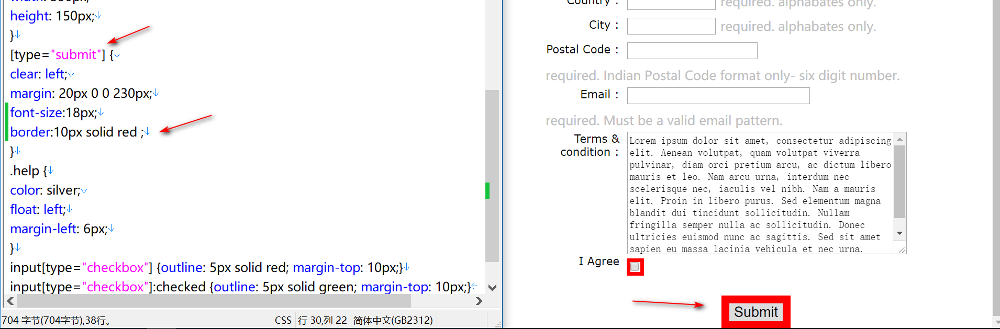 height: 150px;↓
}↓
[type="submit"] {↓
clear: left;↓
margin: 20px 0 0 230px;↓
font-size:18px;↓
border:10px solid red ;↓
}↓
.help {↓
color: silver;↓
float: left;↓
margin-left: 6px;↓
}↓
input[type="checkbox"] {outline: 5px solid red; margin-top: 10px;}↓
input[type="checkbox"]:checked {outline: 5px solid green; margin-top: 10px;}←
704 字节(704字节),38行。 CSS 行 30,列 22 简体中文(GB2312)
Country : required. alphabates only.
City : required. alphabates only.
Postal Code :
required. Indian Postal Code format only- six digit number.
Email :
required. Must be a valid email pattern.
Terms &
condition :
Lorem ipsum dolor sit amet, consectetur adipiscing
elit. Aenean volutpat, quam volutpat viverra
pulvinar, diam orci pretium arcu, ac dictum libero
mauris et leo. Nam arcu urna, interdum nec
scelerisque nec, iaculis vel nibh. Nam a mauris
elit. Proin in libero purus. Sed elementum magna
blandit dui tincidunt sollicitudin. Nullam
fringilla semper nulla ac sollicitudin. Donec
ultricies euismod nunc ac sagittis. Sed sit amet
sapien eu massa lacinia vehicula et nec urna.
I Agree
Submit